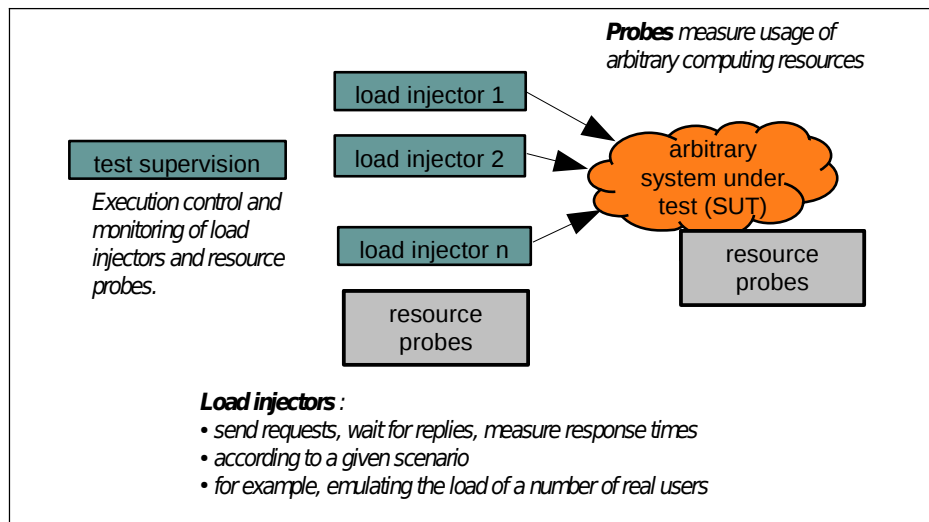 Probes measure usage of
arbitrary computing resources
load injector 1
load injector 2
load injector n
test supervision
Execution control and
monitoring of load
injectors and resource
probes.
arbitrary
system under
test (SUT)
resource
probes
resource
probes
Load injectors :
• send requests, wait for replies, measure response times
• according to a given scenario
• for example, emulating the load of a number of real users